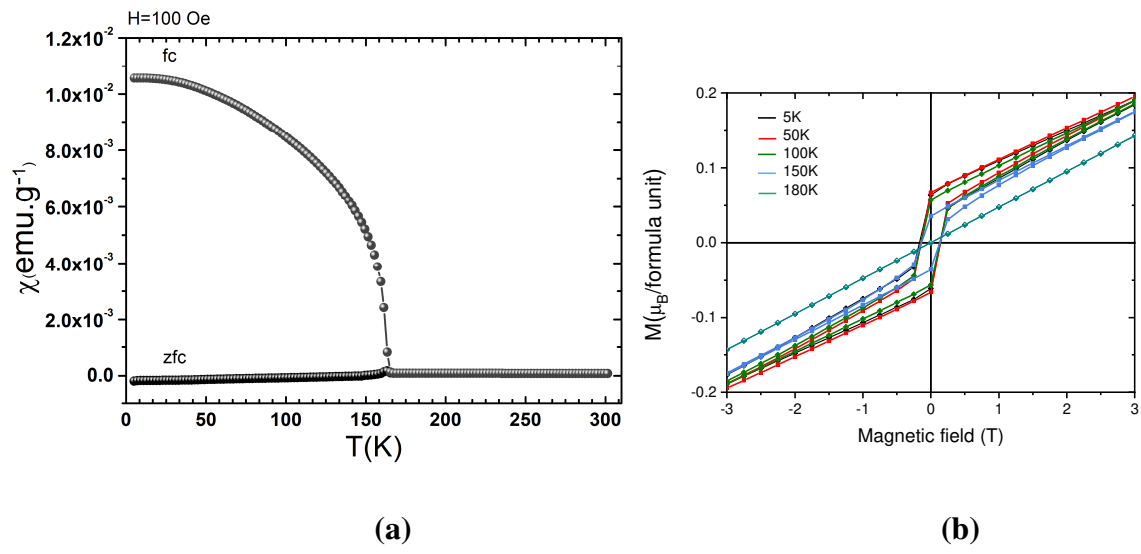 H=100 Oe
fc
zfc
χ(emu.g⁻¹)
1.2x10⁻²
1.0x10⁻²
8.0x10⁻³
6.0x10⁻³
4.0x10⁻³
2.0x10⁻³
0.0
0 50 100 150 200 250 300
T(K)
(a)
5K
50K
100K
150K
180K
M(μB/formula unit)
0.2
0.1
0.0
-0.1
-0.2
-3 -2 -1 0 1 2 3
Magnetic field (T)
(b)